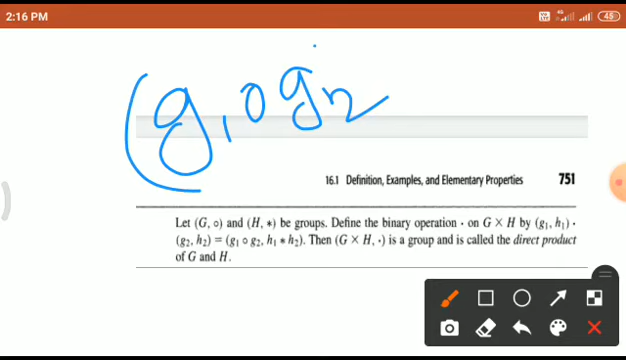 2:16 PM
45
(g₁ o g₂
16.1 Definition, Examples, and Elementary Properties 751
Let (G, ∘) and (H, *) be groups. Define the binary operation · on G × H by (g₁, h₁) ·
(g₂, h₂) = (g₁ ∘ g₂, h₁ * h₂). Then (G × H, ·) is a group and is called the direct product
of G and H.